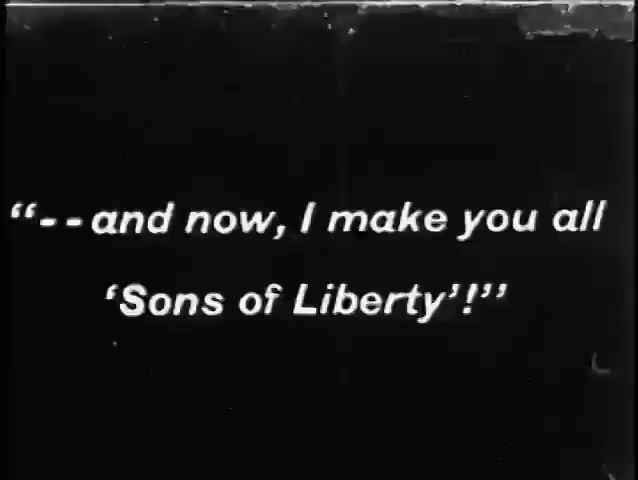 “-- and now, I make you all
‘Sons of Liberty’!”